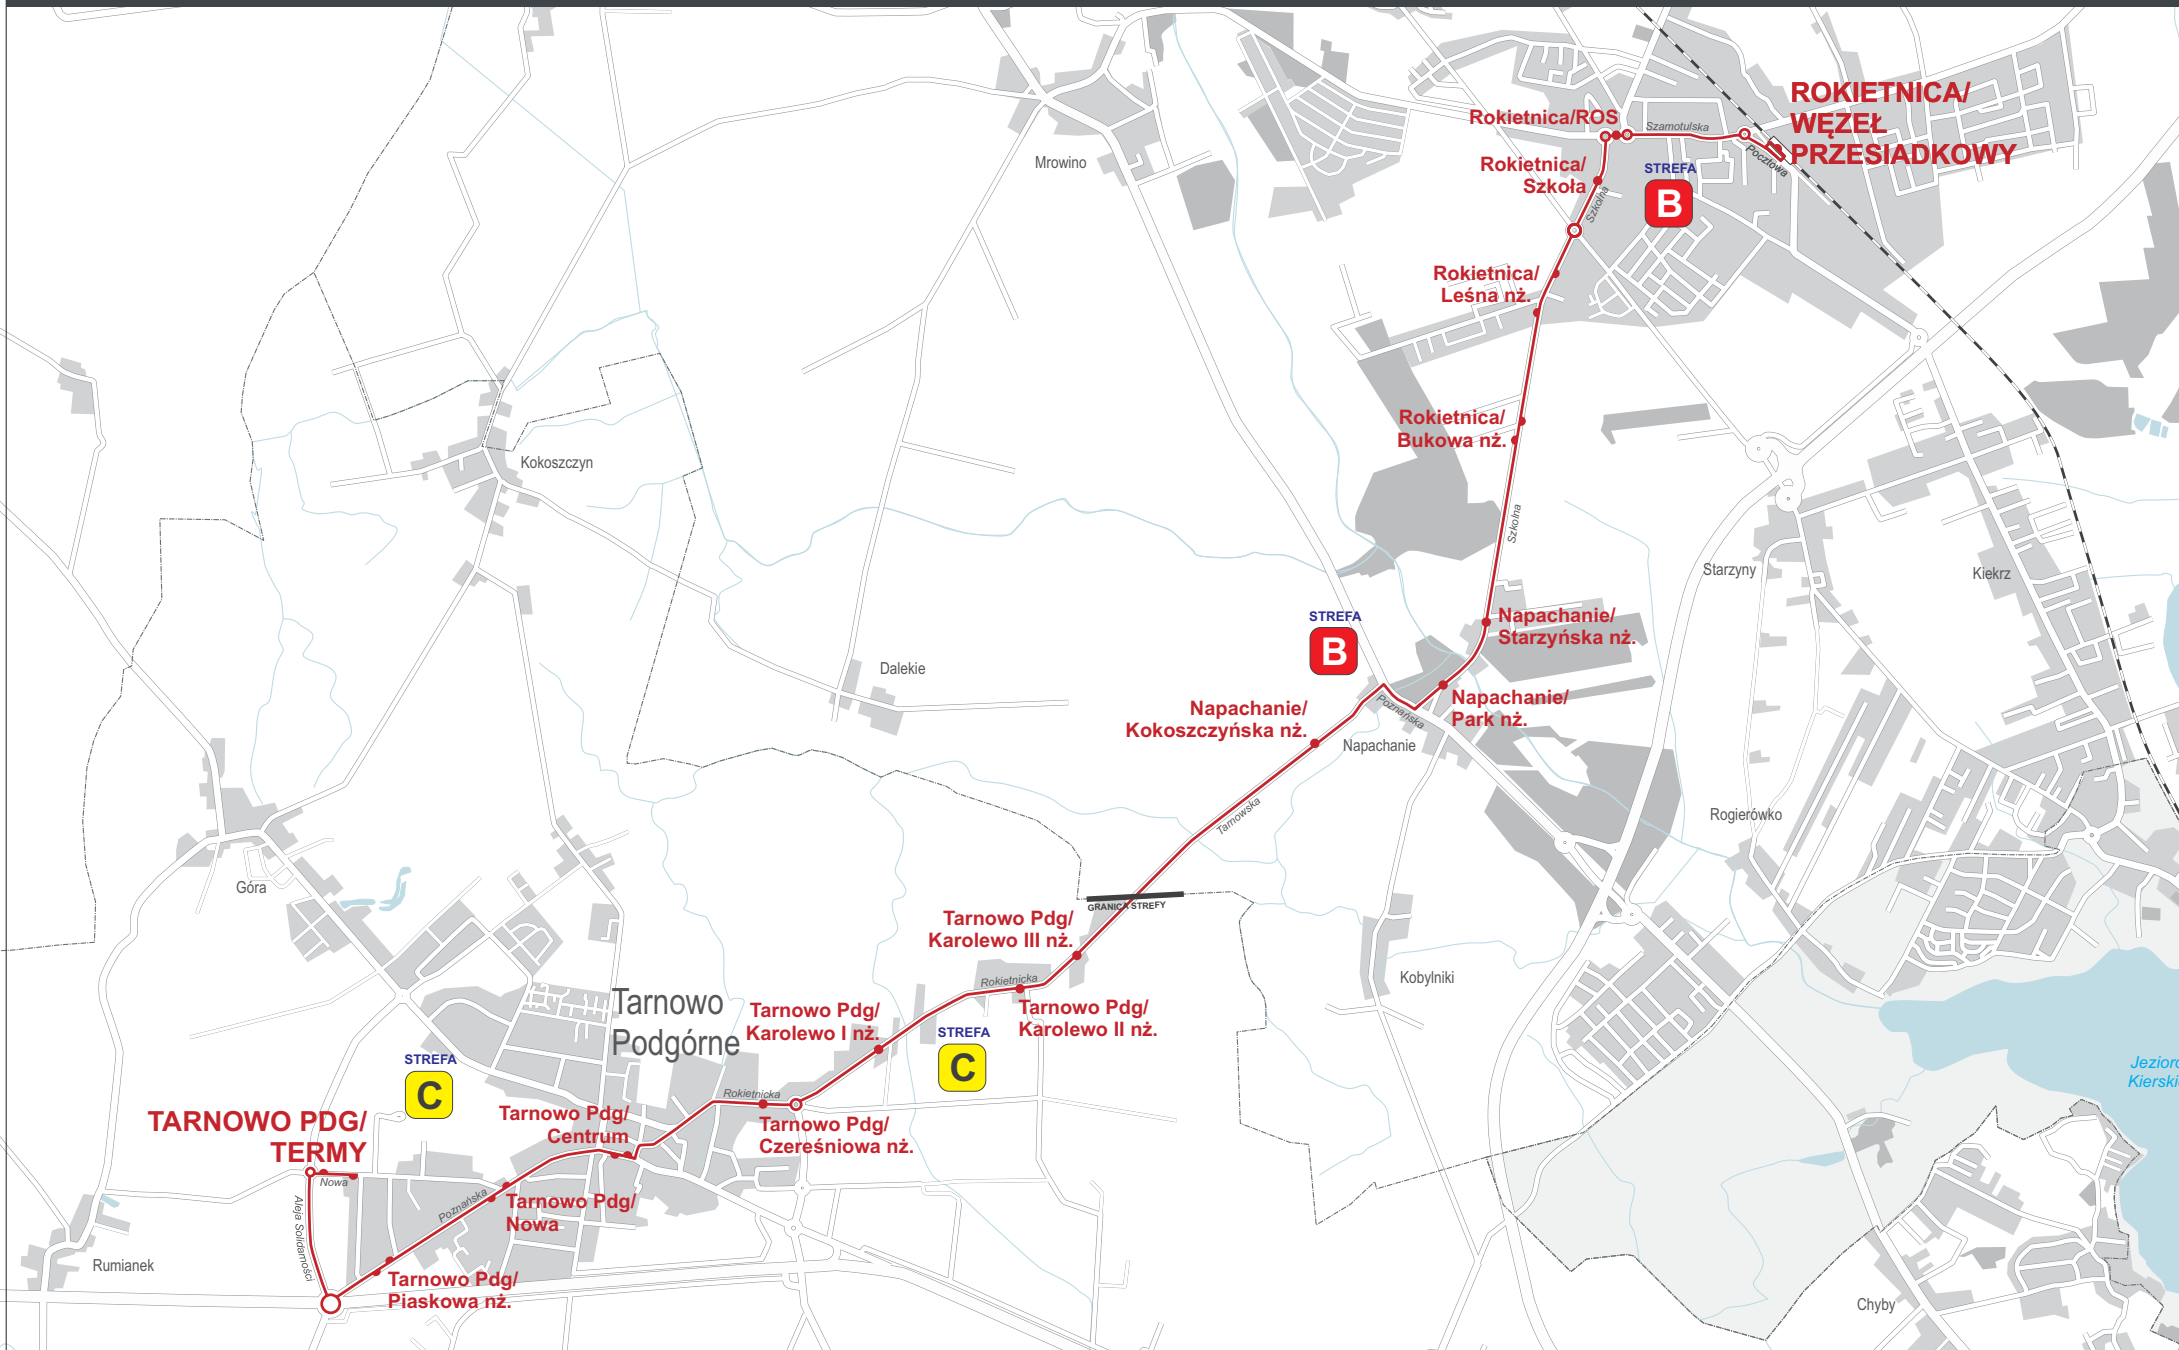 ROKIETNICA/
WĘZEŁ
PRZESIADKOWY
Rokietnica/ROS
Szamotulska
Pocztowa
Mrowino
Rokietnica/
Szkoła
STREFA
B
Szkolna
Rokietnica/
Leśna nż.
Rokietnica/
Bukowa nż.
Kokoszczyn
Szkolna
Starzyny
Kiekrz
STREFA
B
Napachanie/
Starzyńska nż.
Dalekie
Napachanie/
Kokoszczyńska nż.
Poznańska
Napachanie/
Park nż.
Napachanie
Tarnowska
Rogierówko
Góra
GRANICA STREFY
Tarnowo Pdg/
Karolewo III nż.
Rokietnicka
Kobylniki
Tarnowo
Podgórne
Tarnowo Pdg/
Karolewo I nż.
Tarnowo Pdg/
Karolewo II nż.
STREFA
C
STREFA
C
Jezioro
Kierski
Rokietnicka
TARNOWO PDG/
TERMY
Tarnowo Pdg/
Centrum
Tarnowo Pdg/
Czereśniowa nż.
Nowa
Poznańska
Tarnowo Pdg/
Nowa
Aleja Solidarności
Rumianek
Tarnowo Pdg/
Piaskowa nż.
Chyby